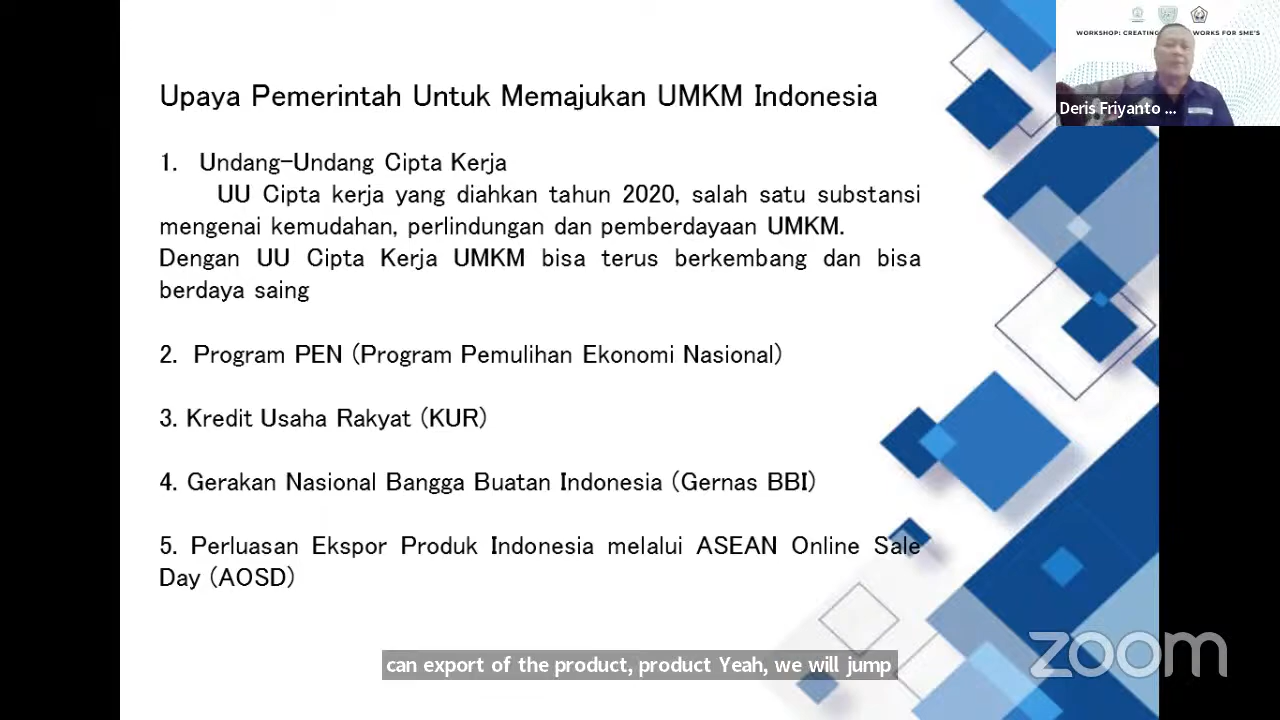 Upaya Pemerintah Untuk Memajukan UMKM Indonesia
1. Undang-Undang Cipta Kerja
UU Cipta kerja yang diahkan tahun 2020, salah satu substansi
mengenai kemudahan, perlindungan dan pemberdayaan UMKM.
Dengan UU Cipta Kerja UMKM bisa terus berkembang dan bisa
berdaya saing
2. Program PEN (Program Pemulihan Ekonomi Nasional)
3. Kredit Usaha Rakyat (KUR)
4. Gerakan Nasional Bangga Buatan Indonesia (Gernas BBI)
5. Perluasan Ekspor Produk Indonesia melalui ASEAN Online Sale
Day (AOSD)
WORKSHOP: CREATING WORKS FOR SME'S
Deris Friyanto ...
can export of the product, product Yeah, we will jump
zoom